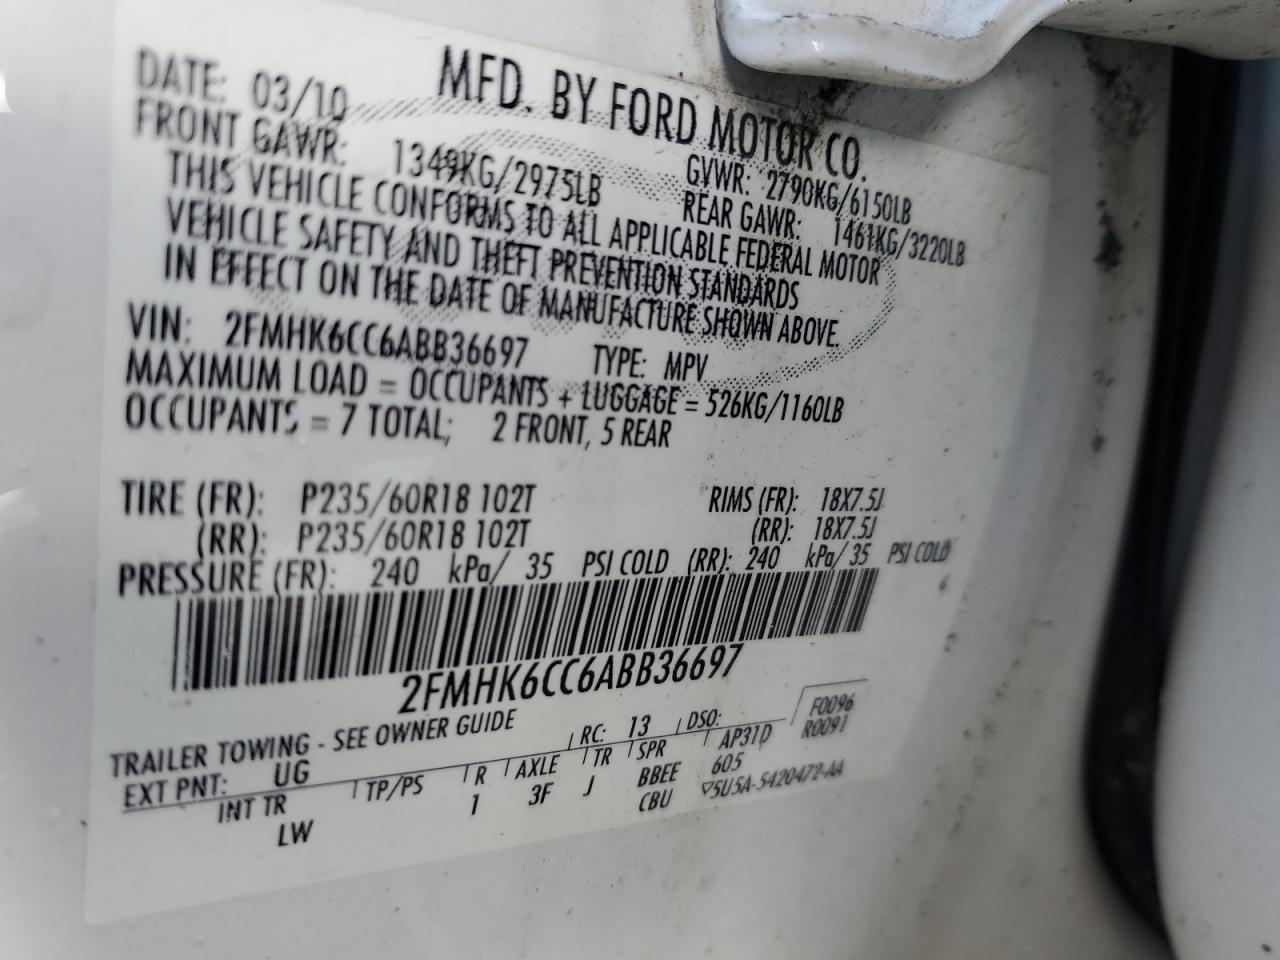 MFD. BY FORD MOTOR CO.
DATE: 03/10 GVWR: 2790KG/6150LB
FRONT GAWR: 1349KG/2975LB REAR GAWR: 1461KG/3220LB
THIS VEHICLE CONFORMS TO ALL APPLICABLE FEDERAL MOTOR
VEHICLE SAFETY AND THEFT PREVENTION STANDARDS
IN EFFECT ON THE DATE OF MANUFACTURE SHOWN ABOVE.
VIN: 2FMHK6CC6ABB36697 TYPE: MPV
MAXIMUM LOAD = OCCUPANTS + LUGGAGE = 526KG/1160LB
OCCUPANTS = 7 TOTAL; 2 FRONT, 5 REAR
TIRE (FR): P235/60R18 102T RIMS (FR): 18X7.5J
(RR): P235/60R18 102T (RR): 18X7.5J
PRESSURE (FR): 240 kPa/ 35 PSI COLD (RR): 240 kPa/ 35 PSI COLD
2FMHK6CC6ABB36697
TRAILER TOWING - SEE OWNER GUIDE
F0096
EXT PNT: UG RC: 13 DSO: R0091
INT TR TP/PS R AXLE TR SPR AP31D
LW 1 3F J BBEE 605
CBU ▽5U5A-5420472-AA